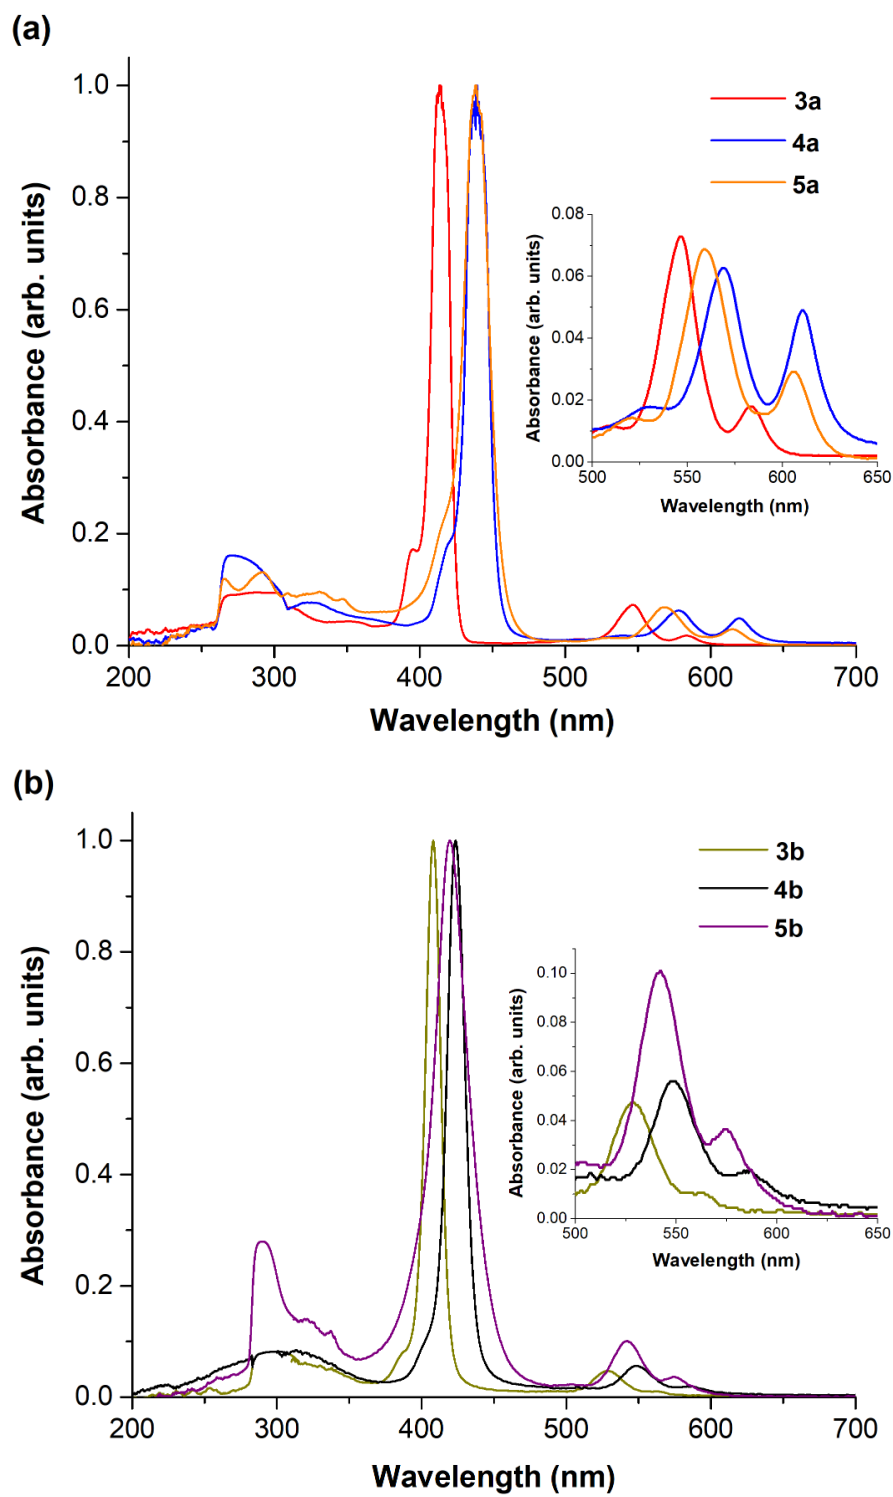 (a)
1.0
0.8
0.6
0.4
0.2
0.0
Absorbance (arb. units)
200 300 400 500 600 700
Wavelength (nm)
3a
4a
5a
0.08
0.06
0.04
0.02
0.00
Absorbance (arb. units)
500 550 600 650
Wavelength (nm)
(b)
1.0
0.8
0.6
0.4
0.2
0.0
Absorbance (arb. units)
200 300 400 500 600 700
Wavelength (nm)
3b
4b
5b
0.10
0.08
0.06
0.04
0.02
0.00
Absorbance (arb. units)
500 550 600 650
Wavelength (nm)